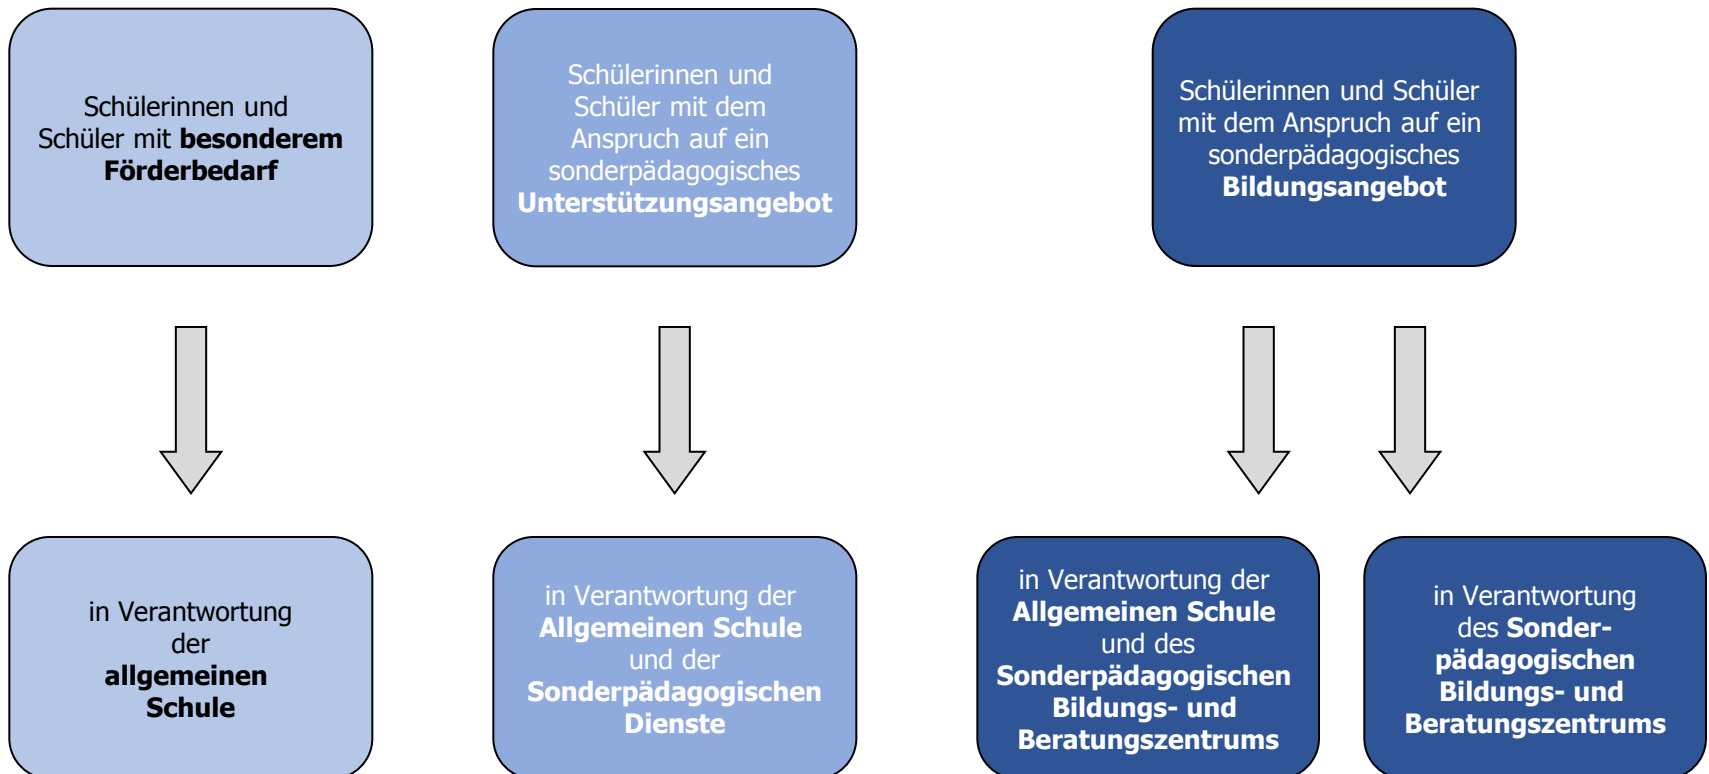 Schülerinnen und
Schüler mit besonderem
Förderbedarf
Schülerinnen und
Schüler mit dem
Anspruch auf ein
sonderpädagogisches
Unterstützungsangebot
Schülerinnen und Schüler
mit dem Anspruch auf ein
sonderpädagogisches
Bildungsangebot
in Verantwortung
der
allgemeinen
Schule
in Verantwortung der
Allgemeinen Schule
und der
Sonderpädagogischen
Dienste
in Verantwortung der
Allgemeinen Schule
und des
Sonderpädagogischen
Bildungs- und
Beratungszentrums
in Verantwortung
des Sonder-
pädagogischen
Bildungs- und
Beratungszentrums